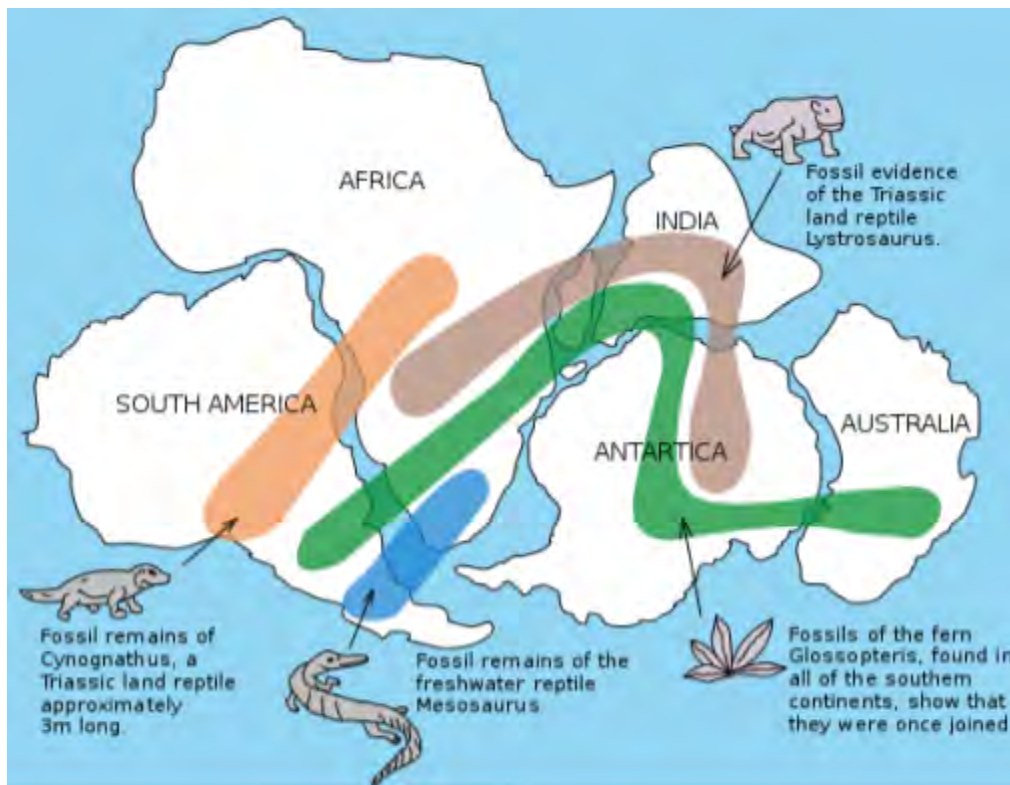 AFRICA
INDIA
Fossil evidence
of the Triassic
land reptile
Lystrosaurus.
SOUTH AMERICA
ANTARTICA
AUSTRALIA
Fossil remains of
Cynognathus, a
Triassic land reptile
approximately
3m long.
Fossil remains of the
freshwater reptile
Mesosaurus
Fossils of the fern
Glossopteris, found in
all of the southern
continents, show that
they were once joined